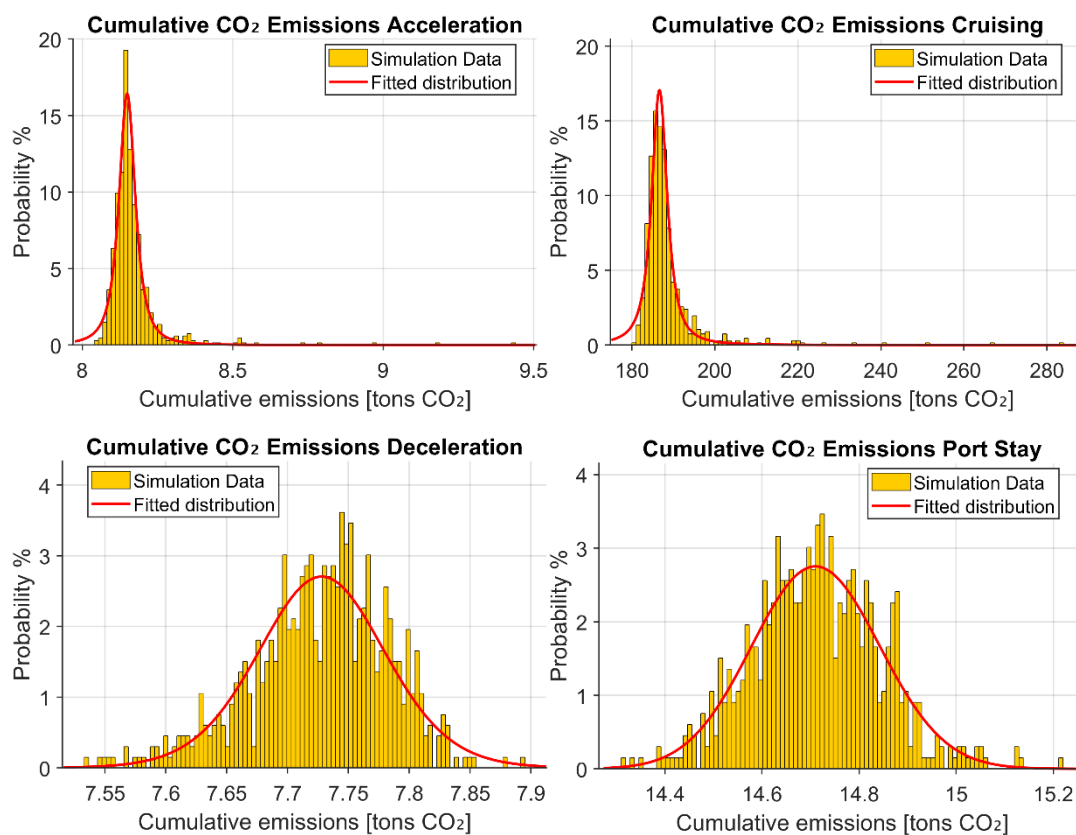 Cumulative CO₂ Emissions Acceleration
20
15
10
5
0
Probability %
Simulation Data
Fitted distribution
8
8.5
9
9.5
Cumulative emissions [tons CO₂]
Cumulative CO₂ Emissions Cruising
20
15
10
5
0
Probability %
Simulation Data
Fitted distribution
180
200
220
240
260
280
Cumulative emissions [tons CO₂]
Cumulative CO₂ Emissions Deceleration
4
3
2
1
0
Probability %
Simulation Data
Fitted distribution
7.55
7.6
7.65
7.7
7.75
7.8
7.85
7.9
Cumulative emissions [tons CO₂]
Cumulative CO₂ Emissions Port Stay
4
3
2
1
0
Probability %
Simulation Data
Fitted distribution
14.4
14.6
14.8
15
15.2
Cumulative emissions [tons CO₂]